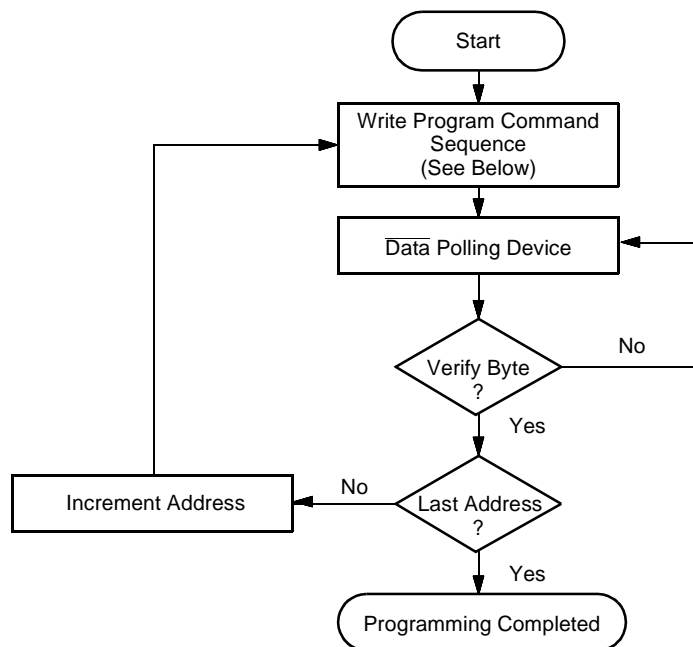 Start
Write Program Command
Sequence
(See Below)
Data Polling Device
Verify Byte
?
No
Yes
Increment Address
No
Last Address
?
Yes
Programming Completed